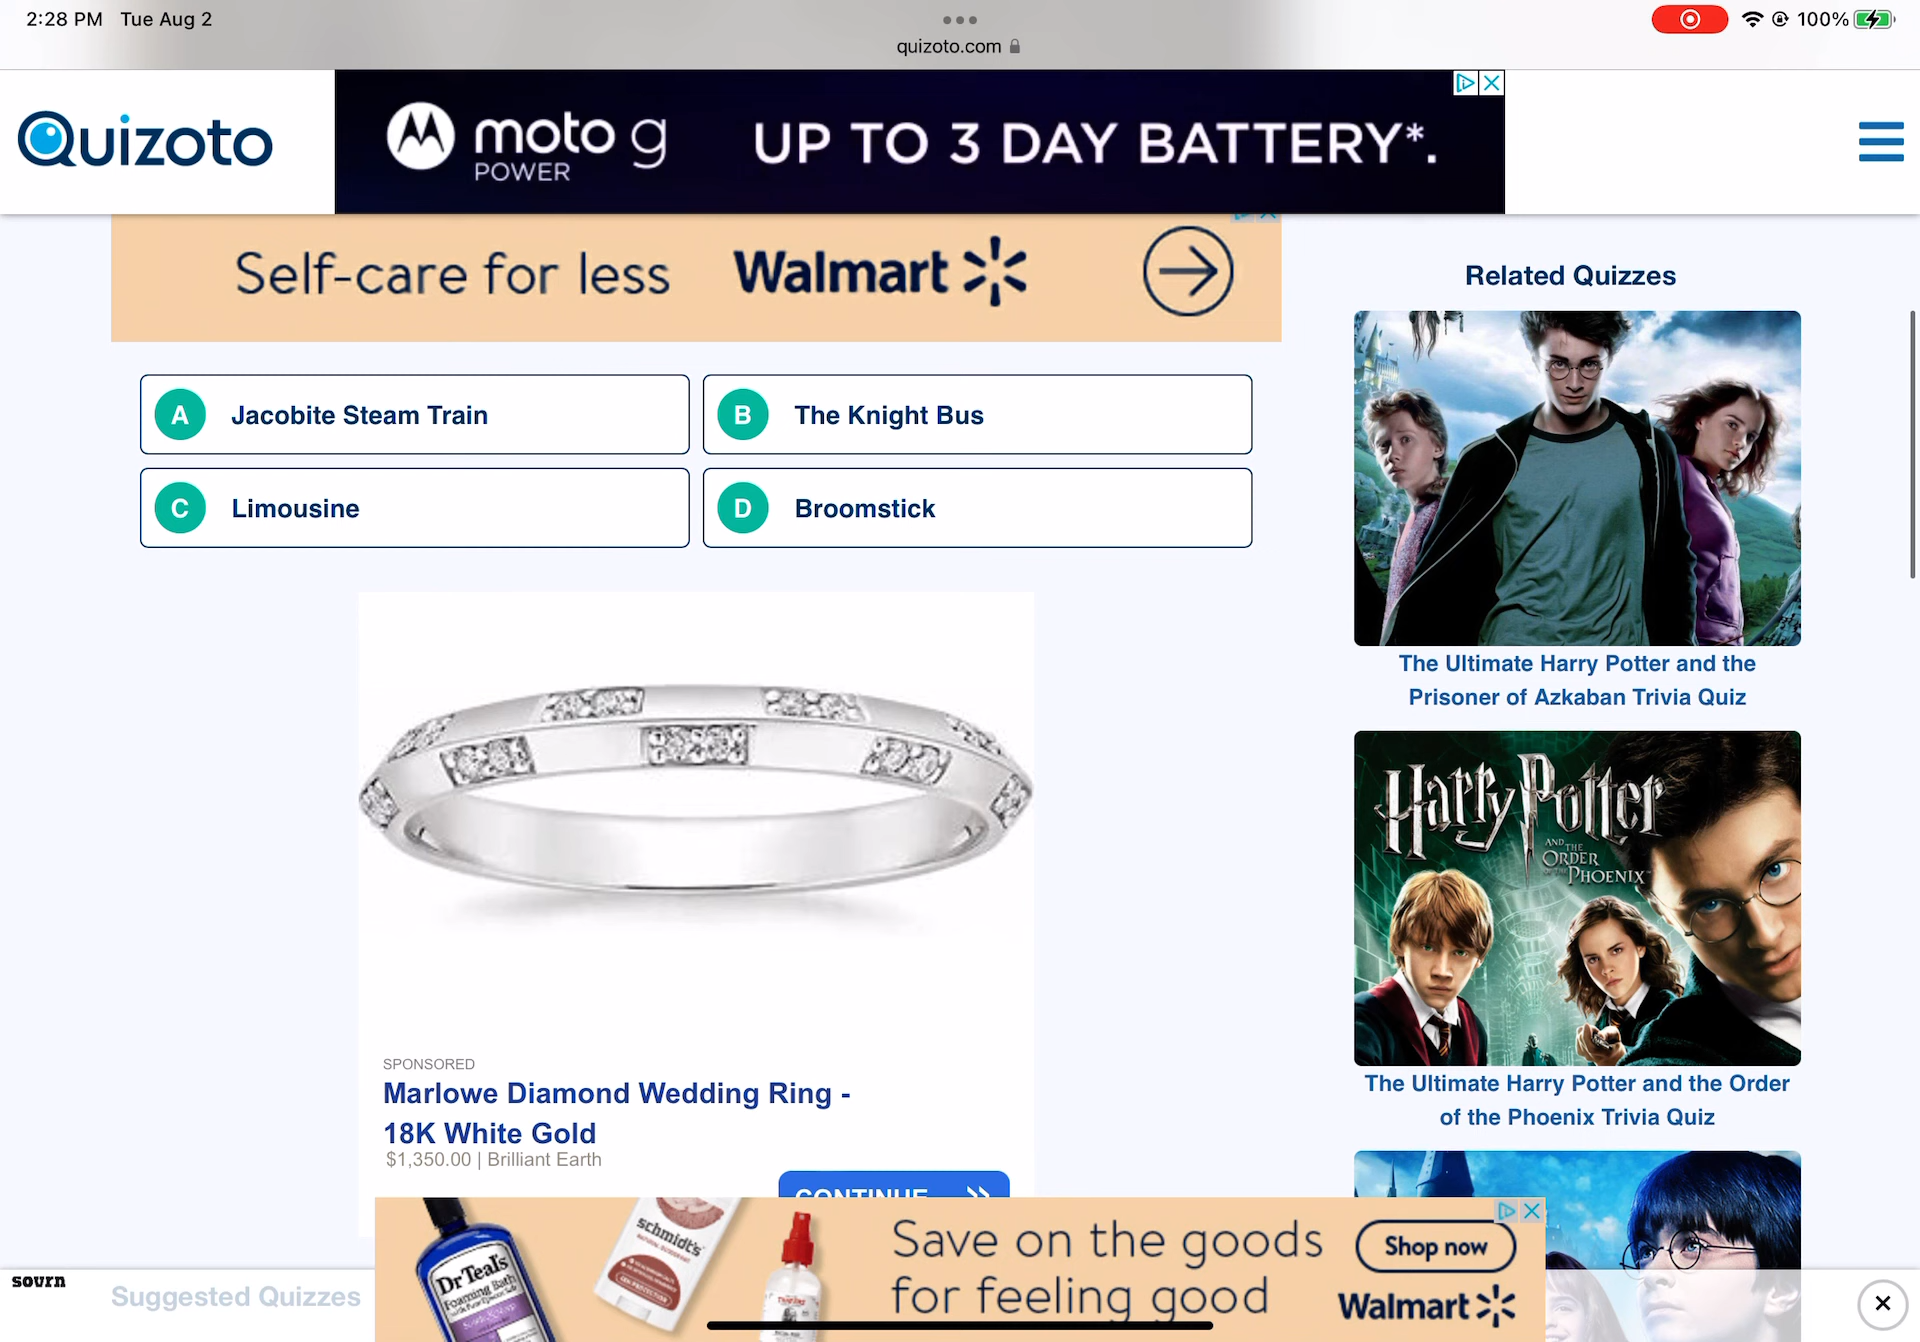 2:28 PM Tue Aug 2
quizoto.com
100%
Quizoto
moto g
POWER
UP TO 3 DAY BATTERY*.
Self-care for less Walmart
A Jacobite Steam Train
B The Knight Bus
C Limousine
D Broomstick
SPONSORED
Marlowe Diamond Wedding Ring -
18K White Gold
$1,350.00 | Brilliant Earth
CONTINUE
Related Quizzes
The Ultimate Harry Potter and the
Prisoner of Azkaban Trivia Quiz
Harry Potter
AND THE
ORDER
OF THE PHOENIX
The Ultimate Harry Potter and the Order
of the Phoenix Trivia Quiz
sovrn
Suggested Quizzes
Dr Teal's
Foaming Bath
schmidt's
Save on the goods
for feeling good
Shop now
Walmart